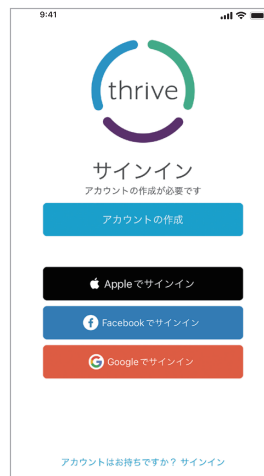 9:41
thrive
サインイン
アカウントの作成が必要です
アカウントの作成
Appleでサインイン
Facebookでサインイン
Googleでサインイン
アカウントはお持ちですか？ サインイン